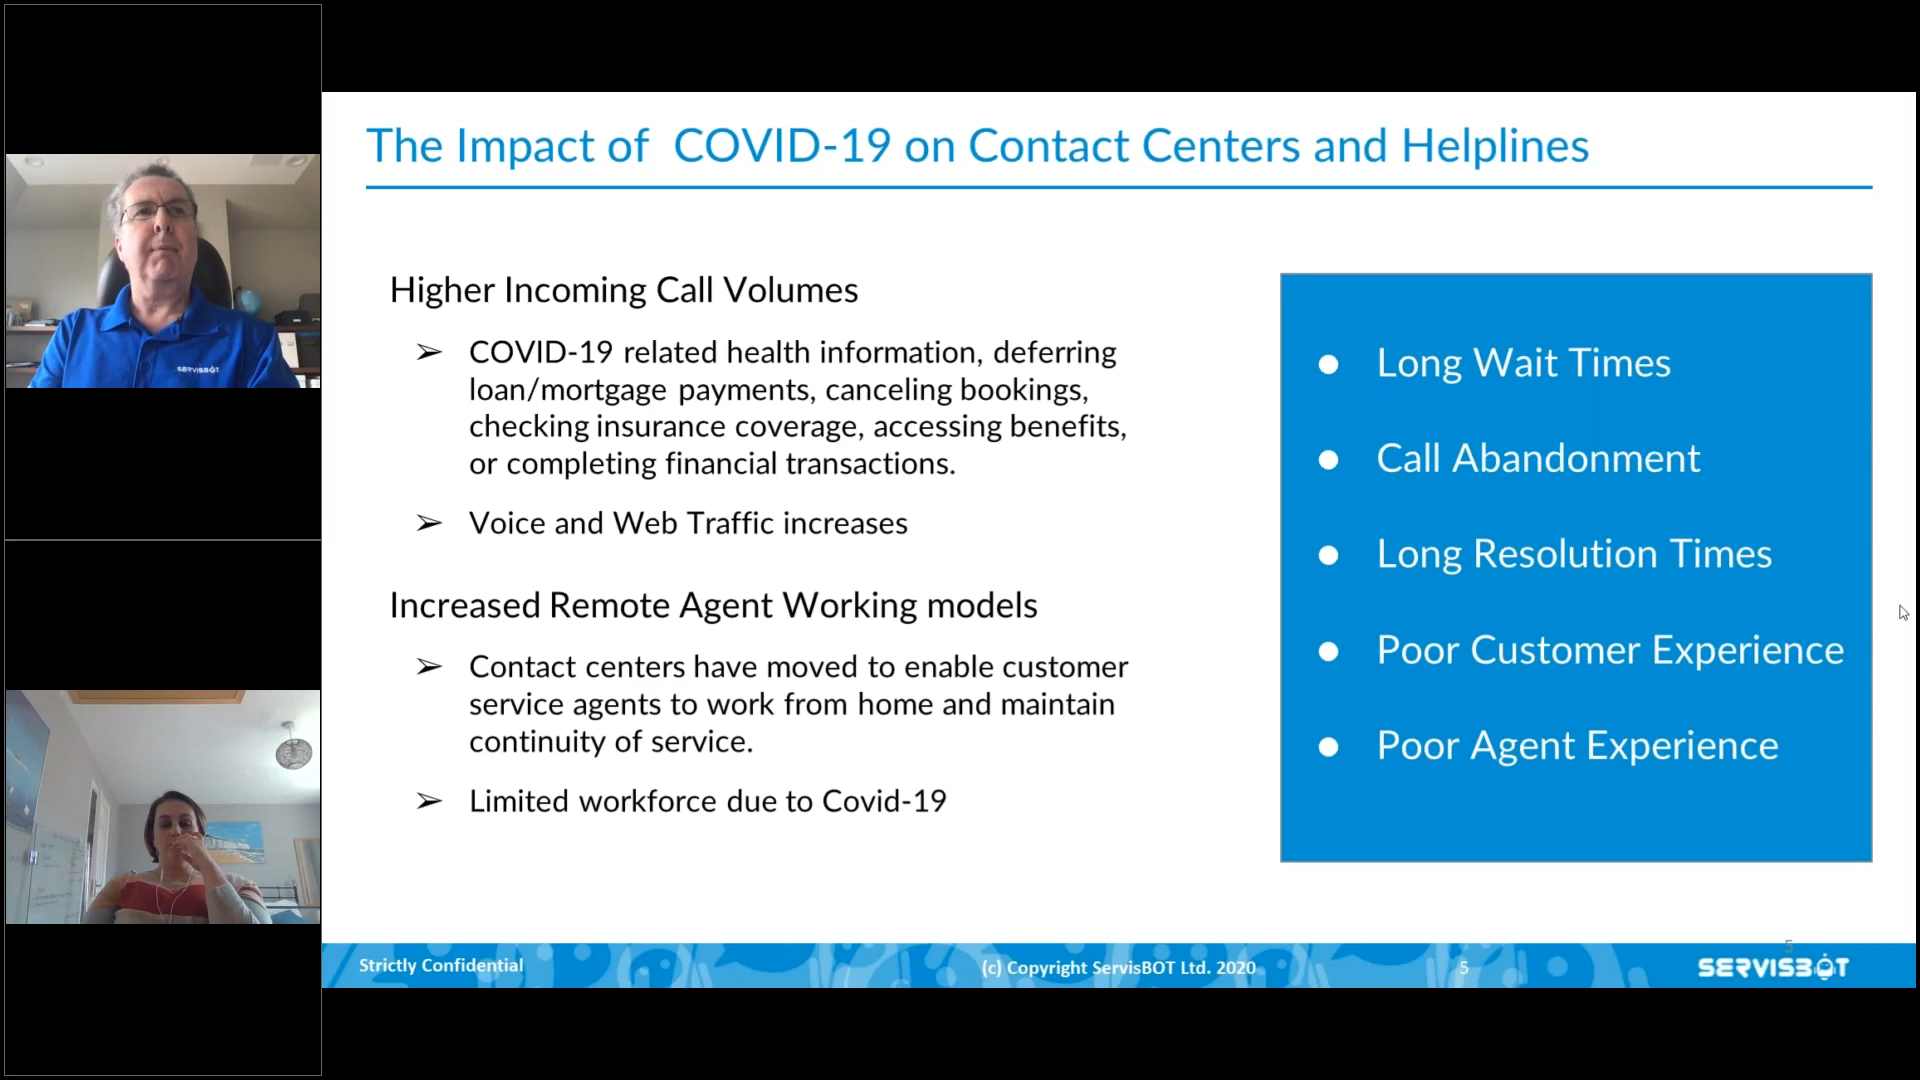 The Impact of COVID-19 on Contact Centers and Helplines
Higher Incoming Call Volumes
➢ COVID-19 related health information, deferring
loan/mortgage payments, canceling bookings,
checking insurance coverage, accessing benefits,
or completing financial transactions.
➢ Voice and Web Traffic increases
Increased Remote Agent Working models
➢ Contact centers have moved to enable customer
service agents to work from home and maintain
continuity of service.
➢ Limited workforce due to Covid-19
● Long Wait Times
● Call Abandonment
● Long Resolution Times
● Poor Customer Experience
● Poor Agent Experience
SERVISBOT
5
Strictly Confidential
(c) Copyright ServisBOT Ltd. 2020
5
SERVISBOT